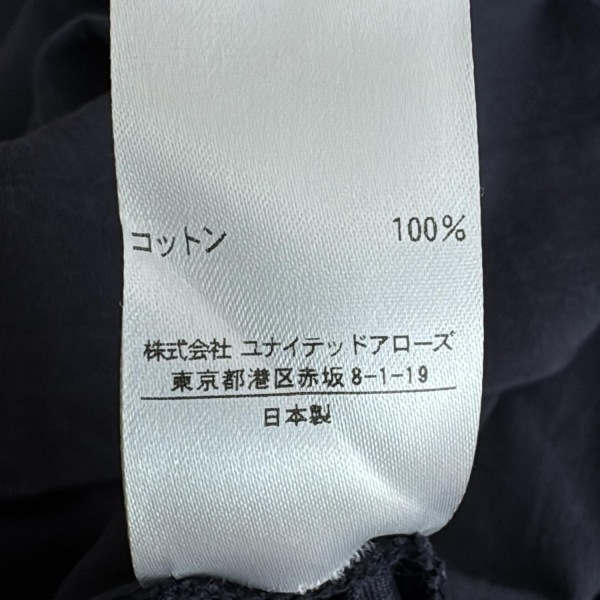 コットン 100%
株式会社 ユナイテッドアローズ
東京都港区赤坂8-1-19
日本製